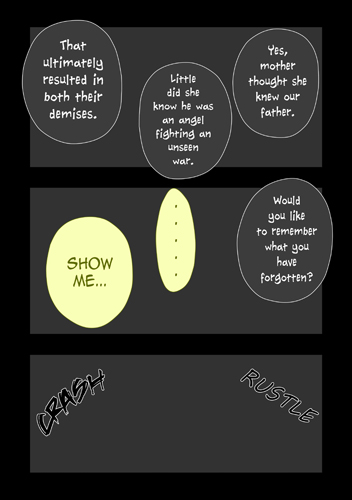 Yes,
mother
thought she
knew our
father.
Little
did she
know he was
an angel
fighting an
unseen
war.
That
ultimately
resulted in
both their
demises.
Would
you like
to remember
what you
have
forgotten?
.....
SHOW
ME...
RUSTLE
CRASH